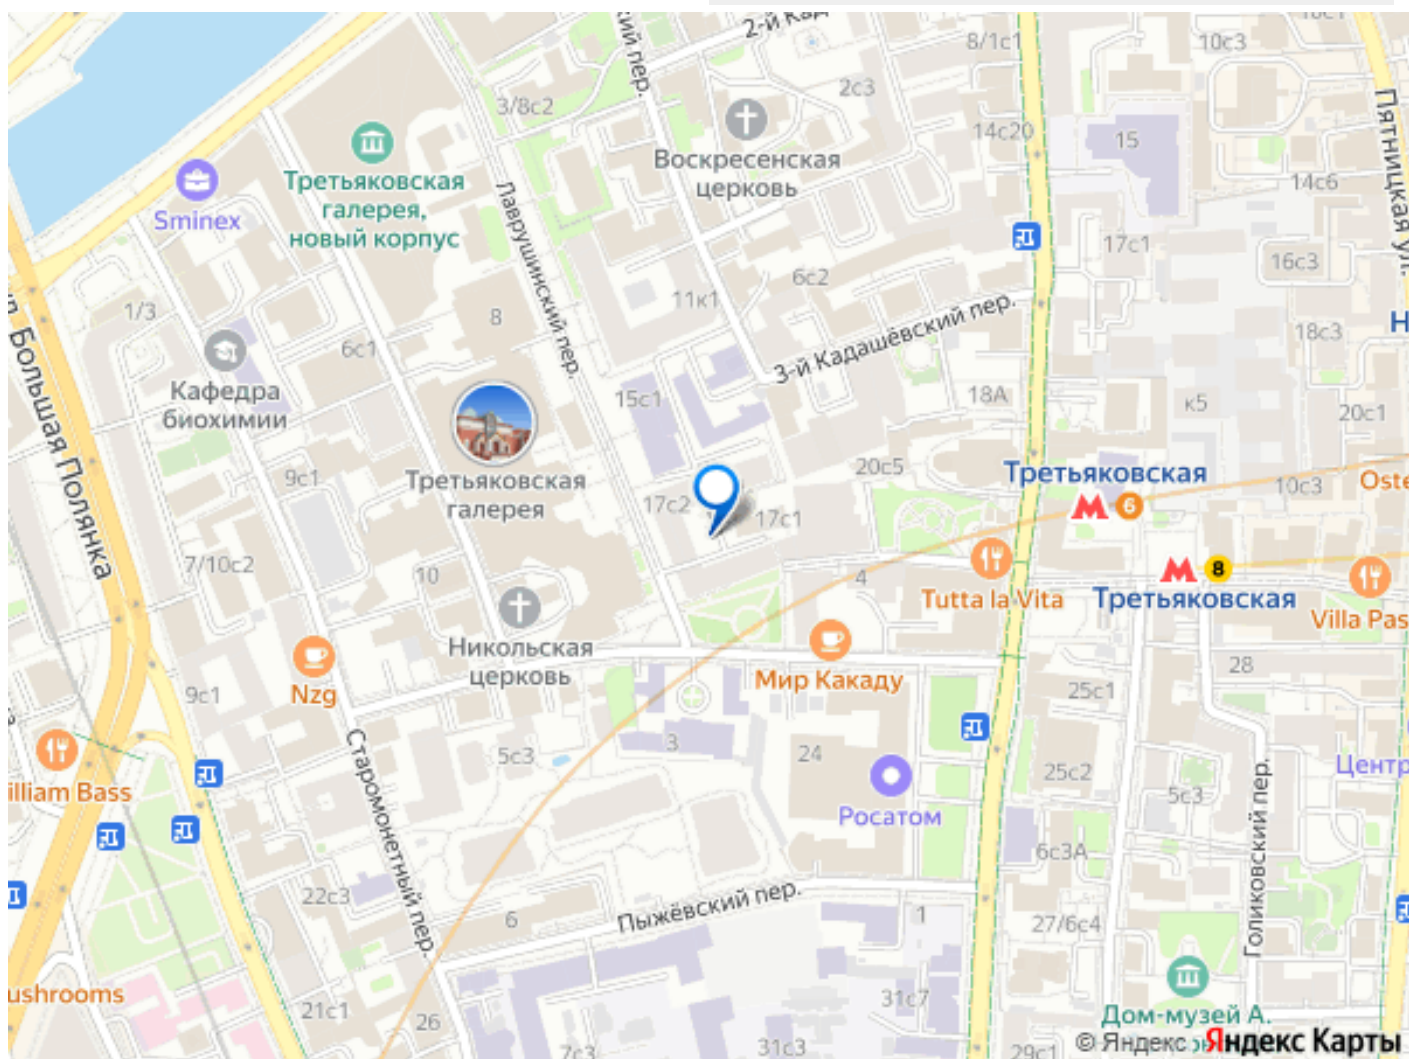 2-й Кад
ский пер.
8/1с1
10с1
10с3
3/8с2
2с3
Воскресенская
церковь
14с20
15
Пятницкая ул.
Третьяковская
галерея,
новый корпус
Sminex
Лаврушинский пер.
14с6
17с1
16с3
6с2
11к1
1/3
8
6с1
3-й Кадашёвский пер.
18с3
Н
ул. Большая Полянка
Кафедра
биохимии
15с1
18А
к5
20с1
9с1
Третьяковская
галерея
20с5
Третьяковская
6
10с3
Oste
17с2
17с1
7/10с2
10
4
8
Tutta la Vita
Третьяковская
Villa Pas
Никольская
церковь
Nzg
9с1
Мир Какаду
28
25с1
Старомонетный пер.
5с3
3
24
25с2
Центр
5с3
illiam Bass
Росатом
Голиковский пер.
6с3А
22с3
6
Пыжёвский пер.
1
27/6с4
ushrooms
21с1
26
31с7
Дом-музей А.
7с3
31с3
29с1
© Яндекс
Яндекс Карты